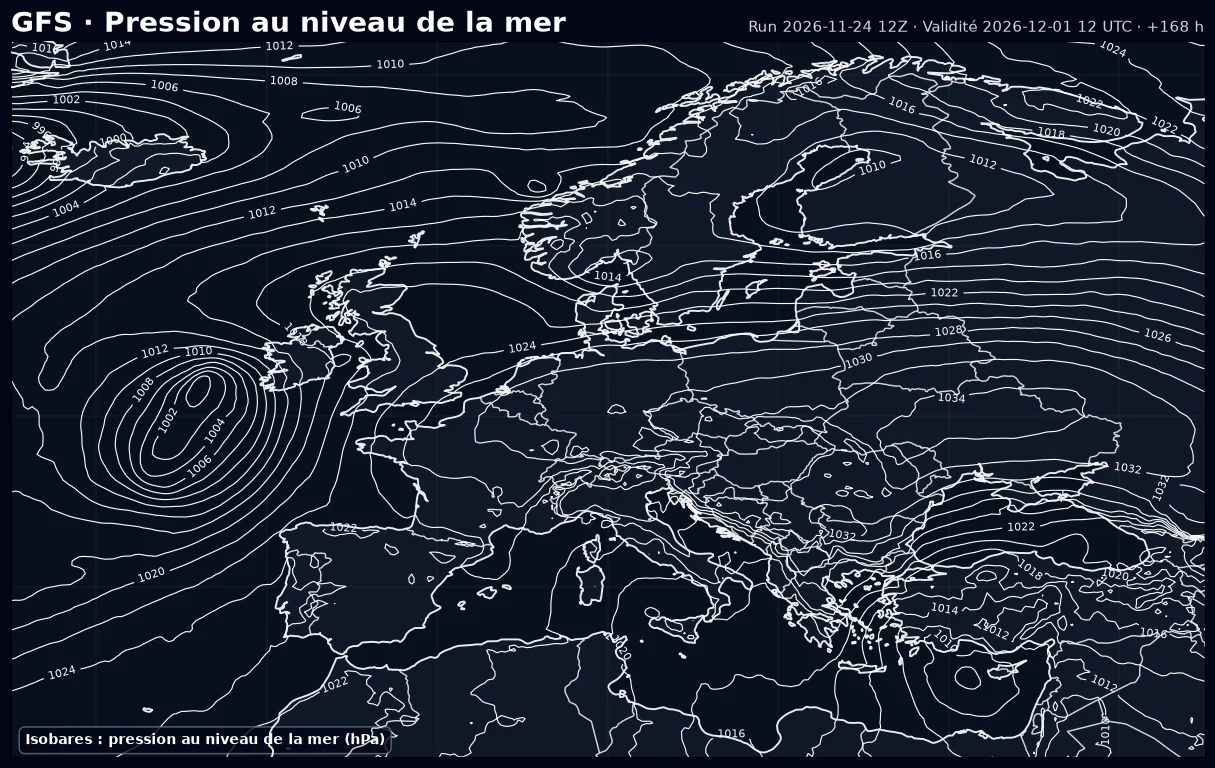 GFS · Pression au niveau de la mer
Run 2026-11-24 12Z · Validité 2026-12-01 12 UTC · +168 h
1016 1014 1012 1010 1024
1006 1008 1006 1016 1016 1022
1002 1000 1018 1020 1022
1010 1010 1012
1004 1012 1014
1014 1016
1022
1012 1010 1024 1028 1026
1008 1030
1002 1004 1034
1006 1032 1032
1022 1032 1022
1020 1018 1020
1014 1012
1016
1024 1022 1020 1012
1016 1010
Isobares : pression au niveau de la mer (hPa)